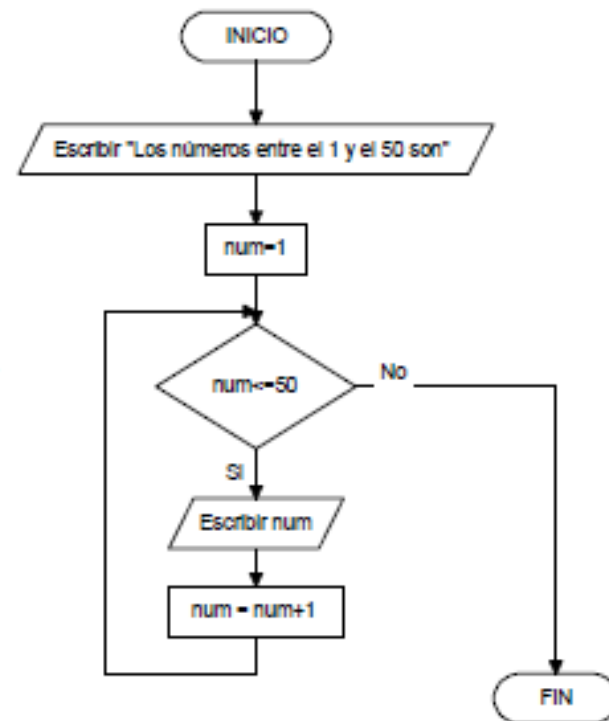 INICIO
Escribir "Los números entre el 1 y el 50 son"
num=1
num<=50
No
Si
Escribir num
num = num+1
FIN